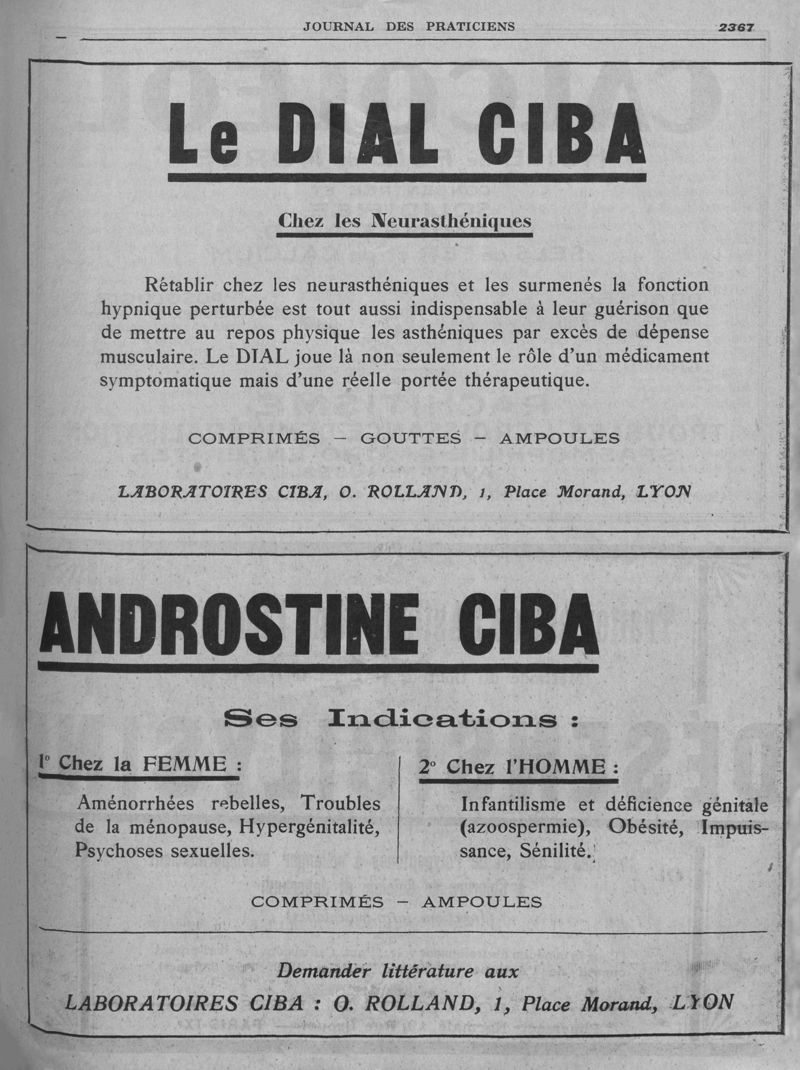 JOURNAL DES PRATICIENS 2367
Le DIAL CIBA
Chez les Neurasthéniques
Rétablir chez les neurasthéniques et les surmenés la fonction
hypnique perturbée est tout aussi indispensable à leur guérison que
de mettre au repos physique les asthéniques par excès de dépense
musculaire. Le DIAL joue là non seulement le rôle d'un médicament
symptomatique mais d'une réelle portée thérapeutique.
COMPRIMÉS — GOUTTES — AMPOULES
LABORATOIRES CIBA, O. ROLLAND, 1, Place Morand, LYON
ANDROSTINE CIBA
Ses Indications :
1° Chez la FEMME :
Aménorrhées rebelles, Troubles
de la ménopause, Hypergénitalité,
Psychoses sexuelles.
2° Chez l'HOMME :
Infantilisme et déficience génitale
(azoospermie), Obésité, Impuis-
sance, Sénilité.
COMPRIMÉS — AMPOULES
Demander littérature aux
LABORATOIRES CIBA : O. ROLLAND, 1, Place Morand, LYON